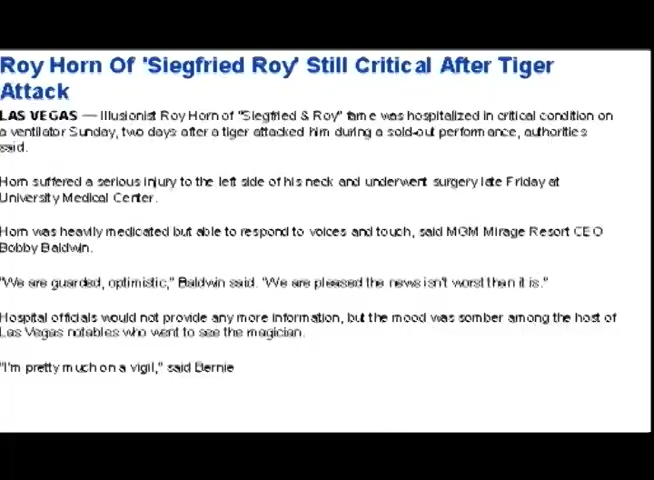 Roy Horn Of 'Siegfried Roy' Still Critical After Tiger
Attack
LAS VEGAS — Illusionist Roy Horn of "Siegfried & Roy" fame was hospitalized in critical condition on
a ventilator Sunday, two days after a tiger attacked him during a sold-out performance, authorities
said.
Horn suffered a serious injury to the left side of his neck and underwent surgery late Friday at
University Medical Center.
Horn was heavily medicated but able to respond to voices and touch, said MGM Mirage Resort CEO
Bobby Baldwin.
"We are guarded, optimistic," Baldwin said. "We are pleased the news isn't worst than it is."
Hospital officials would not provide any more information, but the mood was somber among the host of
Las Vegas notables who went to see the magician.
"I'm pretty much on a vigil," said Bernie